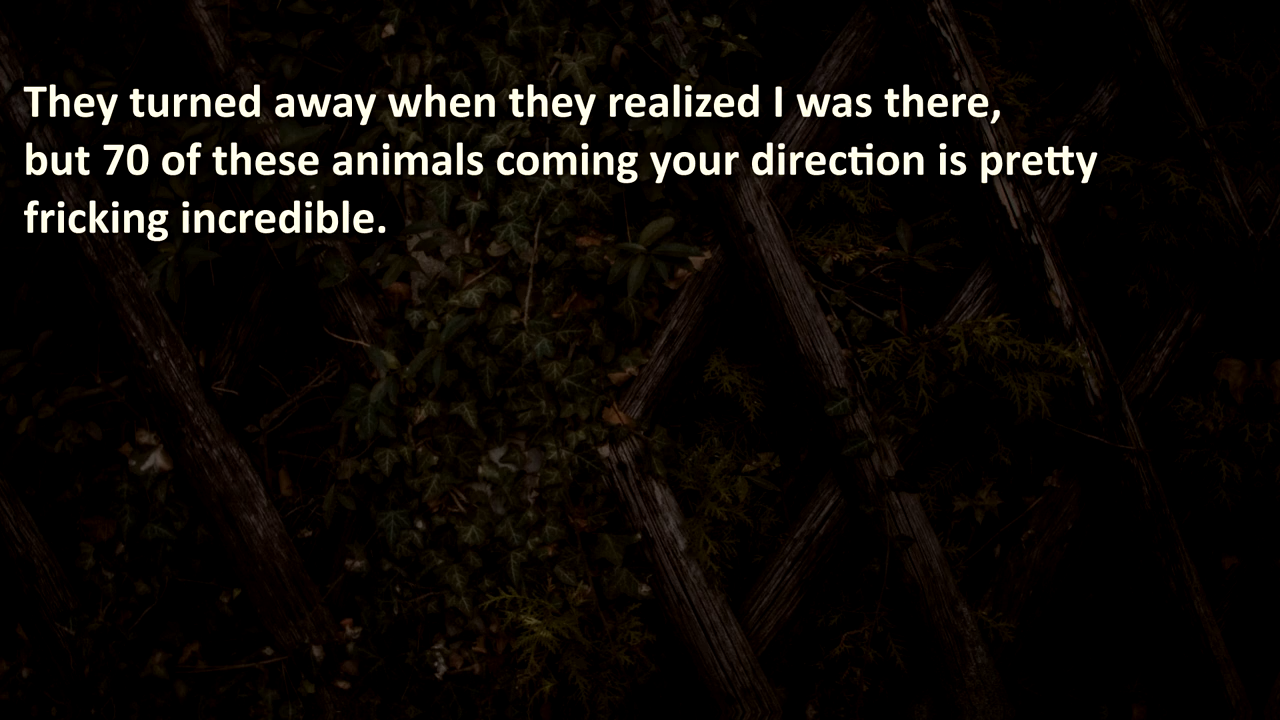 They turned away when they realized I was there,
but 70 of these animals coming your direction is pretty
fricking incredible.